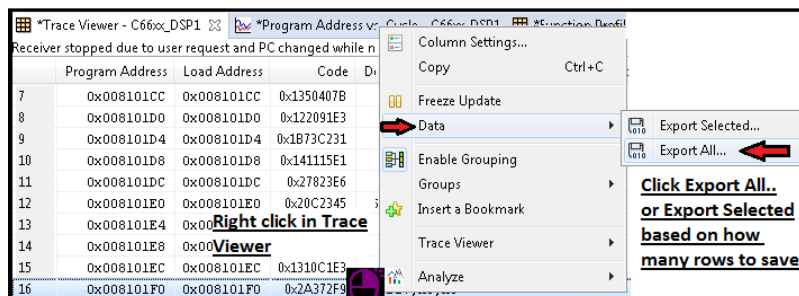 *Trace Viewer - C66xx_DSP1 *Program Address vs. Cycle - C66xx_DSP1 *Function Profil
Receiver stopped due to user request and PC changed while n
Program Address Load Address Code
7 0x008101CC 0x008101CC 0x1350407B
8 0x008101D0 0x008101D0 0x122091E3
9 0x008101D4 0x008101D4 0x1B73C231
10 0x008101D8 0x008101D8 0x141115E1
11 0x008101DC 0x008101DC 0x27823E6
12 0x008101E0 0x008101E0 0x20C2345
13 0x008101E4 0x00
14 0x008101E8 0x00
15 0x008101EC 0x008101EC 0x1310C1E3
16 0x008101F0 0x008101F0 0x2A372F9
Right click in Trace
Viewer
Column Settings...
Copy Ctrl+C
Freeze Update
Data
Enable Grouping
Groups
Insert a Bookmark
Trace Viewer
Analyze
Export Selected...
Export All...
Click Export All..
or Export Selected
based on how
many rows to save